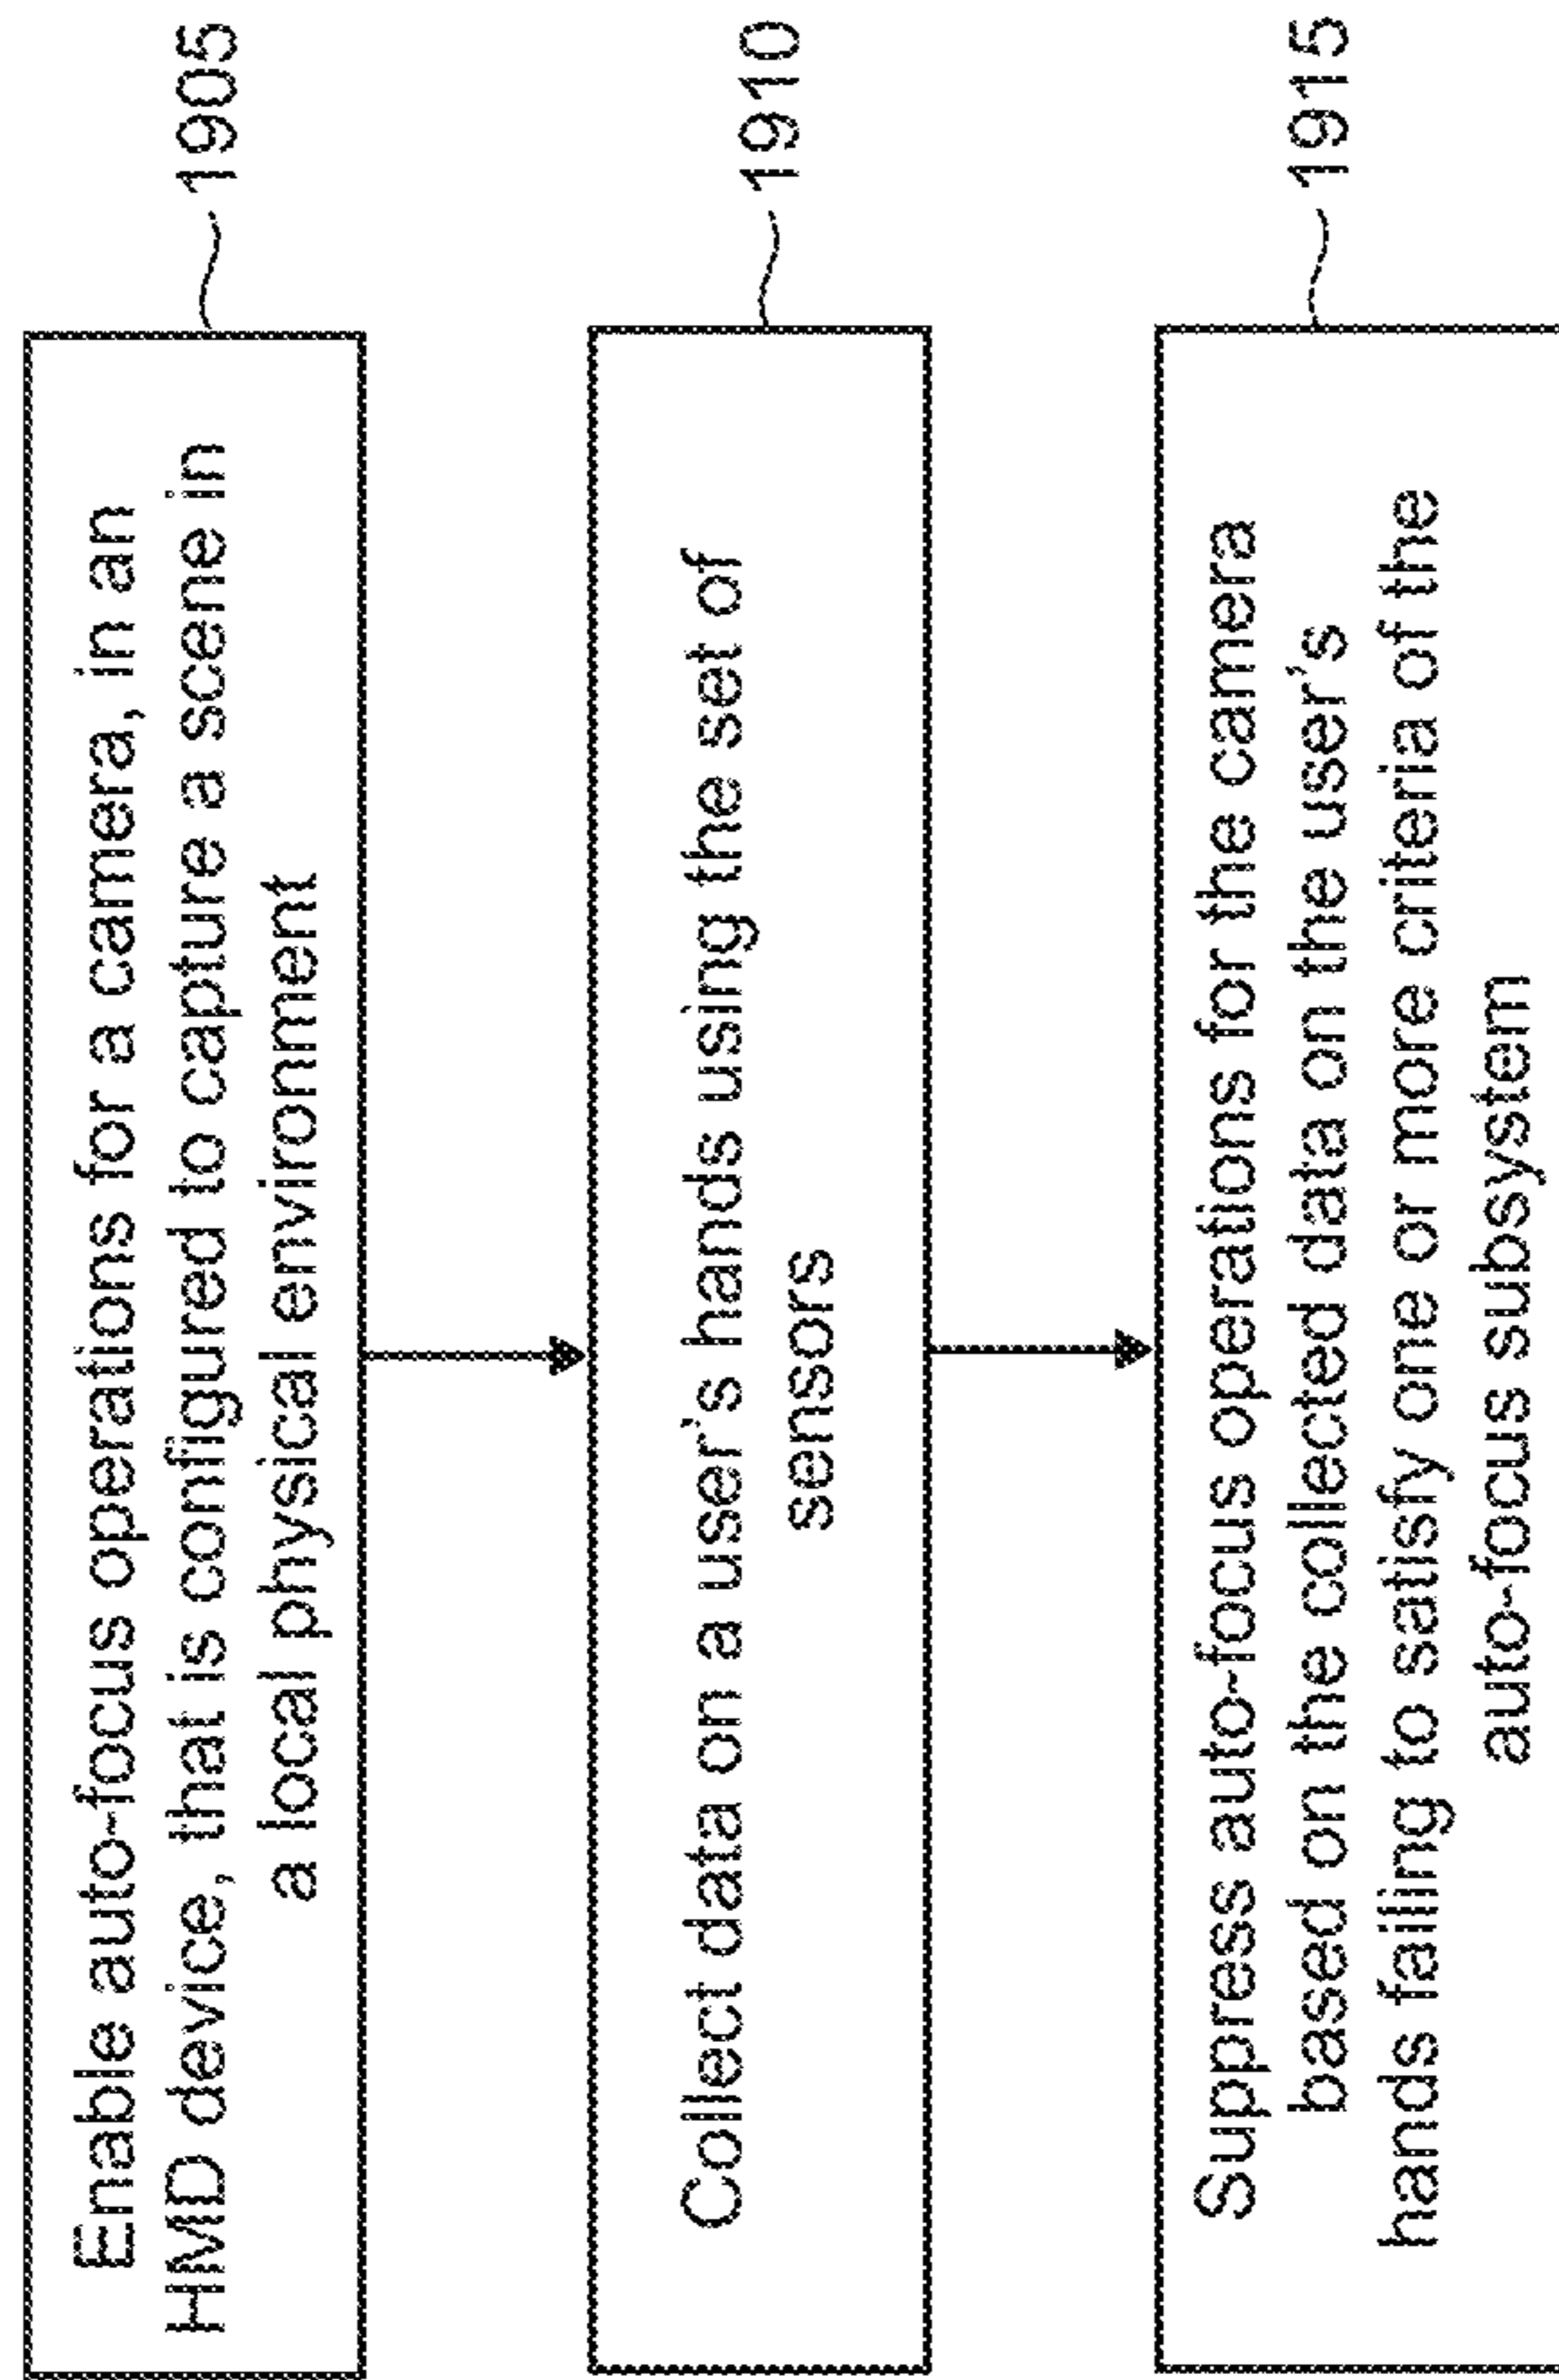 Enable auto-focus operations for a camera, in an
HMD device, that is configured to capture a scene in
a local physical environment
1905
Collect data on a user's hands using the set of
sensors
1910
Suppress auto-focus operations for the camera
based on the collected data on the user's
hands failing to satisfy one or more criteria of the
auto-focus subsystem
1915